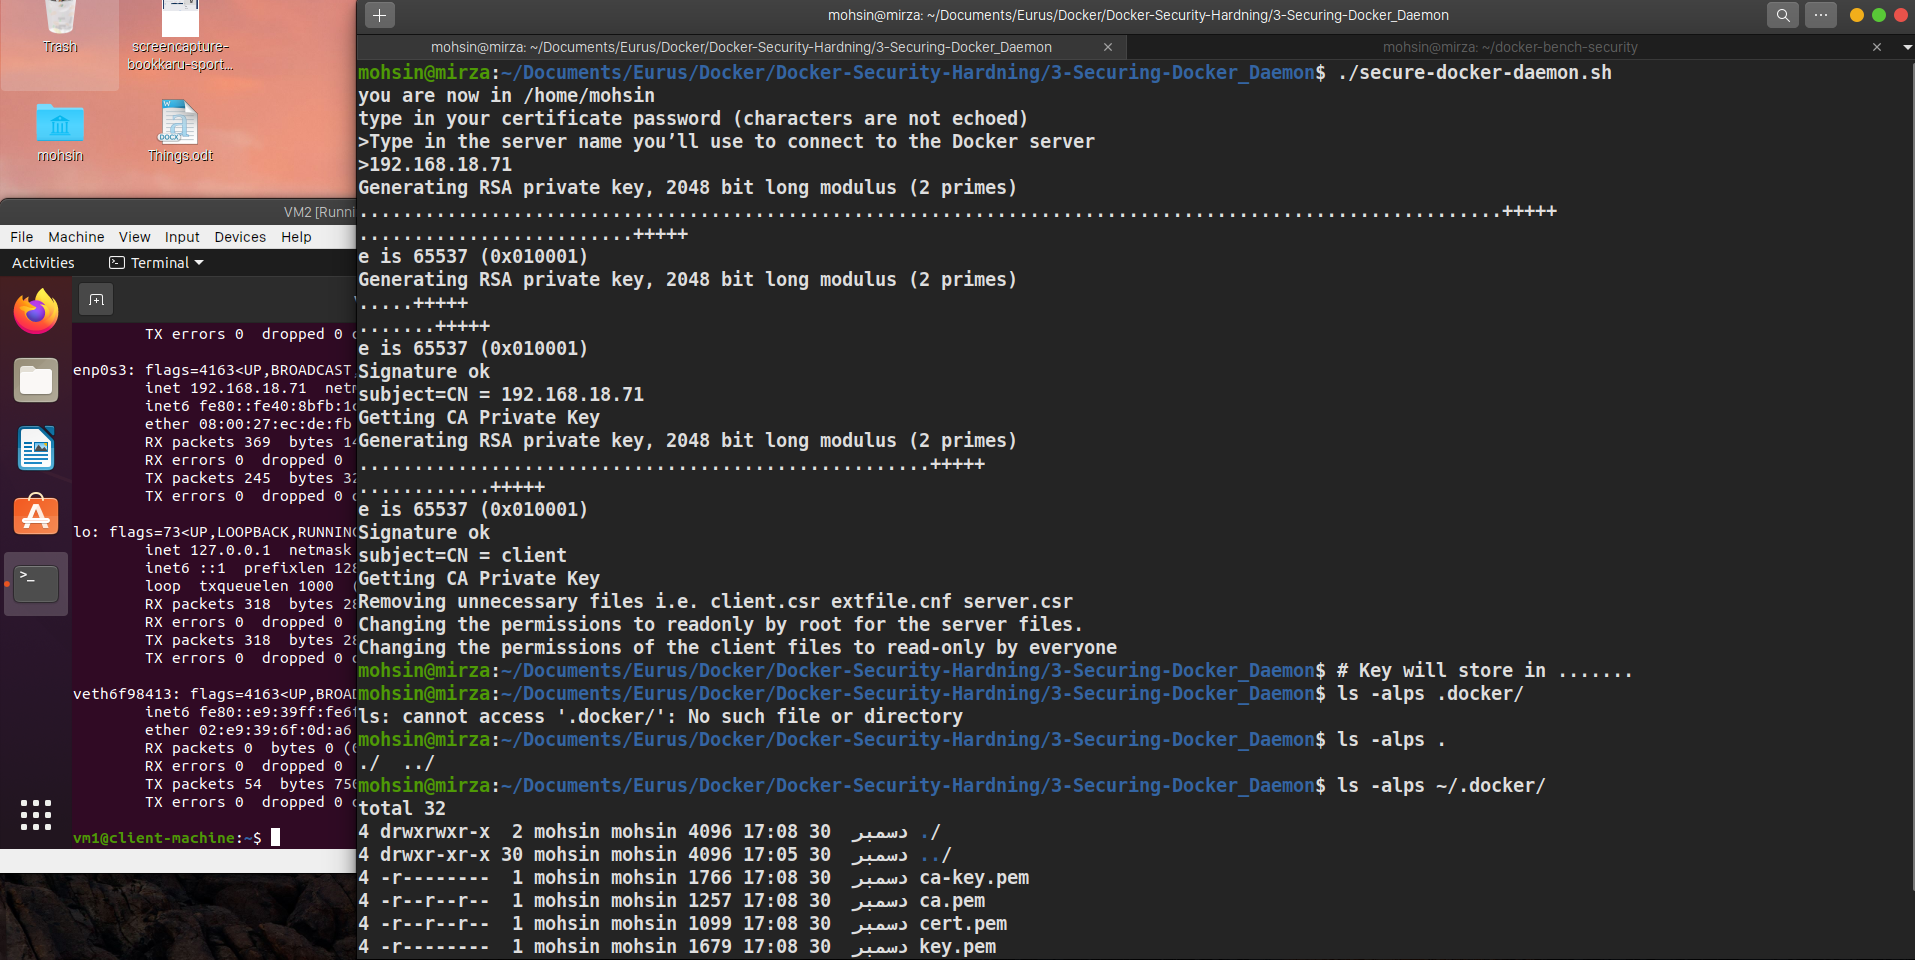 Trash
screencapture-
bookkaru-sport...
mohsin
DOCX
Things.odt
VM2 [Runni
File Machine View Input Devices Help
Activities Terminal
TX errors 0  dropped 0
enp0s3: flags=4163<UP,BROADCAST,
inet 192.168.18.71  netm
inet6 fe80::fe40:8bfb:1
ether 08:00:27:ec:de:fb
RX packets 369  bytes 14
RX errors 0  dropped 0
TX packets 245  bytes 32
TX errors 0  dropped 0
lo: flags=73<UP,LOOPBACK,RUNNING
inet 127.0.0.1  netmask
inet6 ::1  prefixlen 128
loop  txqueuelen 1000  (
RX packets 318  bytes 28
RX errors 0  dropped 0
TX packets 318  bytes 28
TX errors 0  dropped 0
veth6f98413: flags=4163<UP,BROAD
inet6 fe80::e9:39ff:fe6f
ether 02:e9:39:6f:0d:a6
RX packets 0  bytes 0
RX errors 0  dropped 0
TX packets 54  bytes 750
TX errors 0  dropped 0
vm1@client-machine:~$
mohsin@mirza: ~/Documents/Eurus/Docker/Docker-Security-Hardning/3-Securing-Docker_Daemon
mohsin@mirza: ~/Documents/Eurus/Docker/Docker-Security-Hardning/3-Securing-Docker_Daemon
mohsin@mirza: ~/docker-bench-security
mohsin@mirza:~/Documents/Eurus/Docker/Docker-Security-Hardning/3-Securing-Docker_Daemon$ ./secure-docker-daemon.sh
you are now in /home/mohsin
type in your certificate password (characters are not echoed)
>Type in the server name you’ll use to connect to the Docker server
>192.168.18.71
Generating RSA private key, 2048 bit long modulus (2 primes)
........................................................................................................+++++
.........................+++++
e is 65537 (0x010001)
Generating RSA private key, 2048 bit long modulus (2 primes)
.....+++++
.......+++++
e is 65537 (0x010001)
Signature ok
subject=CN = 192.168.18.71
Getting CA Private Key
Generating RSA private key, 2048 bit long modulus (2 primes)
....................................................+++++
............+++++
e is 65537 (0x010001)
Signature ok
subject=CN = client
Getting CA Private Key
Removing unnecessary files i.e. client.csr extfile.cnf server.csr
Changing the permissions to readonly by root for the server files.
Changing the permissions of the client files to read-only by everyone
mohsin@mirza:~/Documents/Eurus/Docker/Docker-Security-Hardning/3-Securing-Docker_Daemon$ # Key will store in .......
mohsin@mirza:~/Documents/Eurus/Docker/Docker-Security-Hardning/3-Securing-Docker_Daemon$ ls -alps .docker/
ls: cannot access '.docker/': No such file or directory
mohsin@mirza:~/Documents/Eurus/Docker/Docker-Security-Hardning/3-Securing-Docker_Daemon$ ls -alps .
./  ../
mohsin@mirza:~/Documents/Eurus/Docker/Docker-Security-Hardning/3-Securing-Docker_Daemon$ ls -alps ~/.docker/
total 32
4 drwxrwxr-x  2 mohsin mohsin 4096 17:08 30  دسمبر ./
4 drwxr-xr-x 30 mohsin mohsin 4096 17:05 30  دسمبر ../
4 -r--------  1 mohsin mohsin 1766 17:08 30  دسمبر ca-key.pem
4 -r--r--r--  1 mohsin mohsin 1257 17:08 30  دسمبر ca.pem
4 -r--r--r--  1 mohsin mohsin 1099 17:08 30  دسمبر cert.pem
4 -r--------  1 mohsin mohsin 1679 17:08 30  دسمبر key.pem